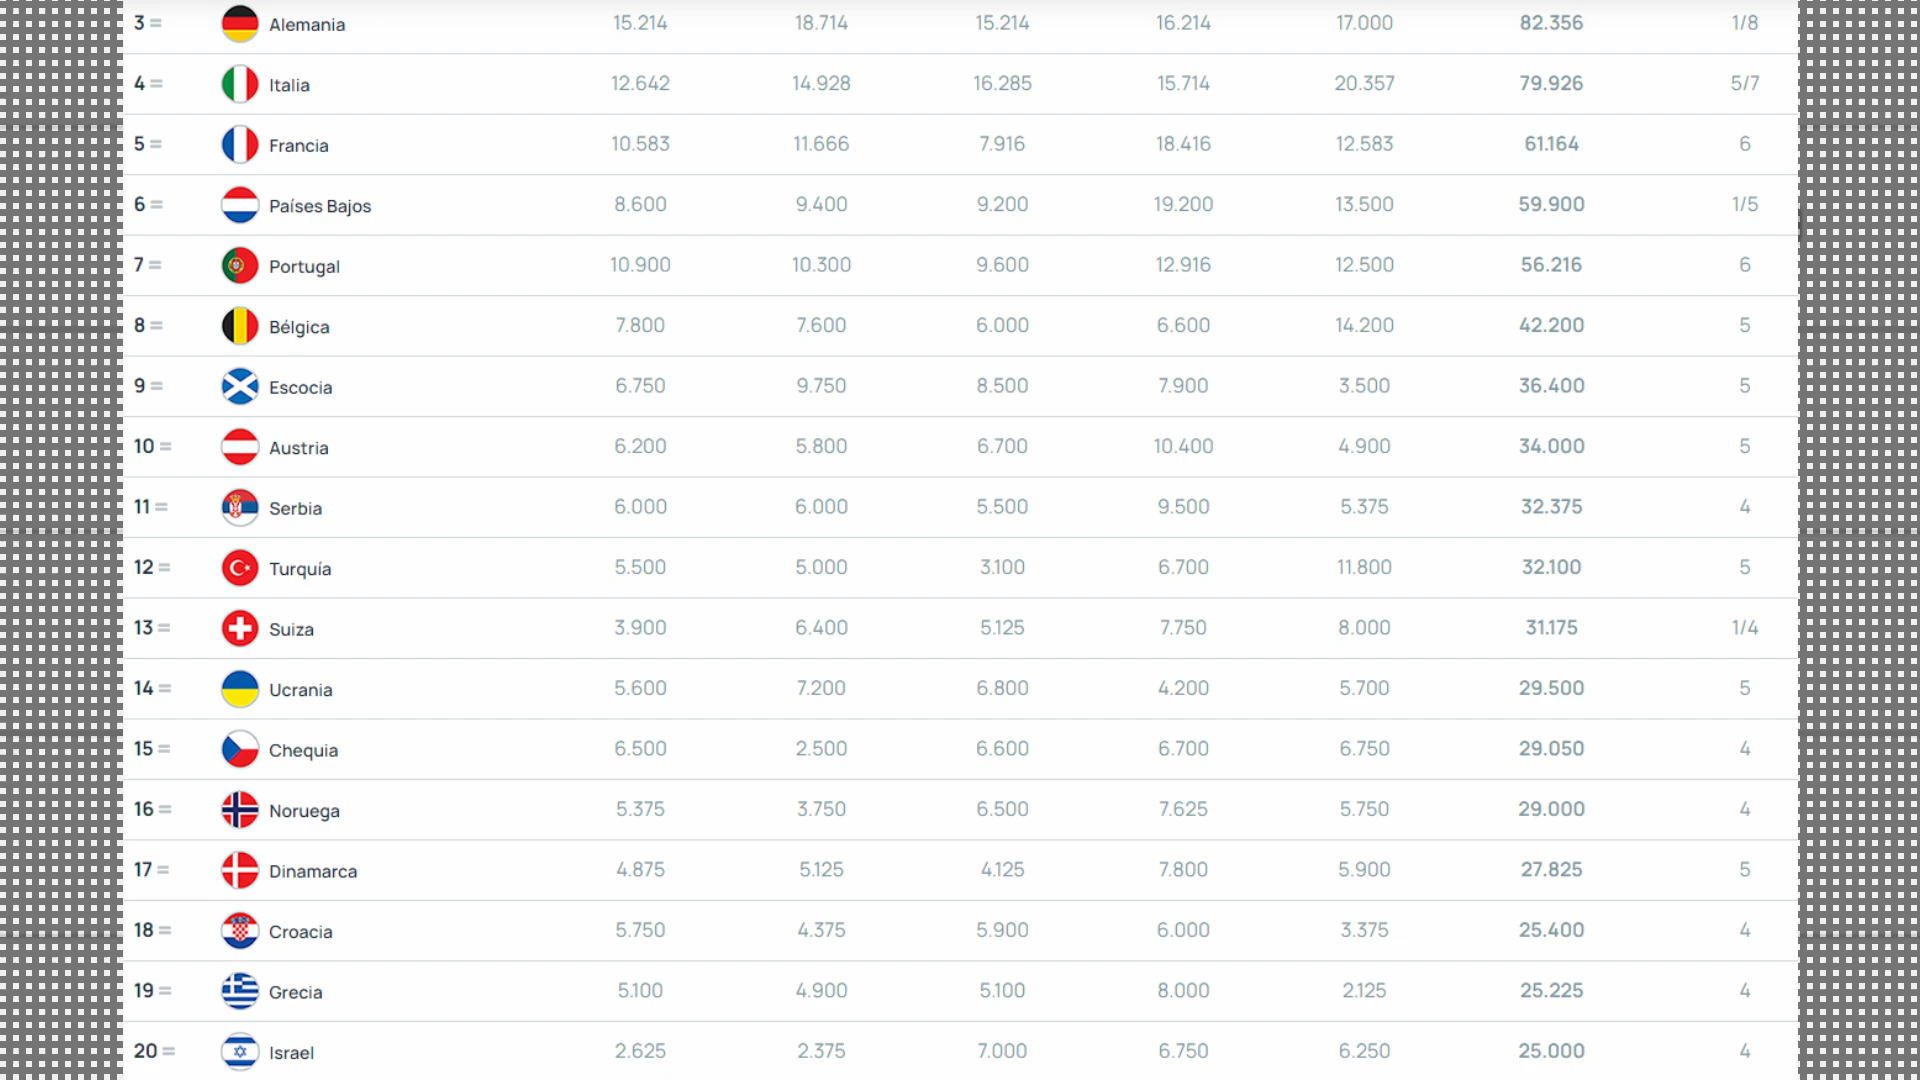 3 = Alemania 15.214 18.714 15.214 16.214 17.000 82.356 1/8
4 = Italia 12.642 14.928 16.285 15.714 20.357 79.926 5/7
5 = Francia 10.583 11.666 7.916 18.416 12.583 61.164 6
6 = Países Bajos 8.600 9.400 9.200 19.200 13.500 59.900 1/5
7 = Portugal 10.900 10.300 9.600 12.916 12.500 56.216 6
8 = Bélgica 7.800 7.600 6.000 6.600 14.200 42.200 5
9 = Escocia 6.750 9.750 8.500 7.900 3.500 36.400 5
10 = Austria 6.200 5.800 6.700 10.400 4.900 34.000 5
11 = Serbia 6.000 6.000 5.500 9.500 5.375 32.375 4
12 = Turquía 5.500 5.000 3.100 6.700 11.800 32.100 5
13 = Suiza 3.900 6.400 5.125 7.750 8.000 31.175 1/4
14 = Ucrania 5.600 7.200 6.800 4.200 5.700 29.500 5
15 = Chequia 6.500 2.500 6.600 6.700 6.750 29.050 4
16 = Noruega 5.375 3.750 6.500 7.625 5.750 29.000 4
17 = Dinamarca 4.875 5.125 4.125 7.800 5.900 27.825 5
18 = Croacia 5.750 4.375 5.900 6.000 3.375 25.400 4
19 = Grecia 5.100 4.900 5.100 8.000 2.125 25.225 4
20 = Israel 2.625 2.375 7.000 6.750 6.250 25.000 4